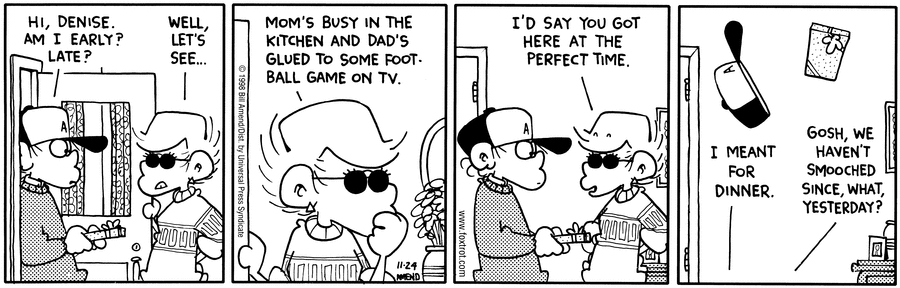 HI, DENISE.
AM I EARLY?
LATE?
WELL,
LET'S
SEE...
A
© 1998 Bill Amend/Dist. by Universal Press Syndicate
MOM'S BUSY IN THE
KITCHEN AND DAD'S
GLUED TO SOME FOOT-
BALL GAME ON TV.
11-24
AMEND
www.foxtrot.com
I'D SAY YOU GOT
HERE AT THE
PERFECT TIME.
A
A
I MEANT
FOR
DINNER.
GOSH, WE
HAVEN'T
SMOOCHED
SINCE, WHAT,
YESTERDAY?